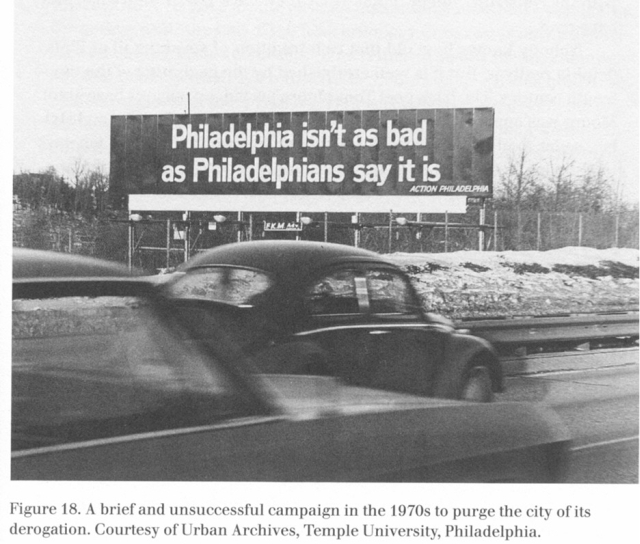 Philadelphia isn't as bad
as Philadelphians say it is
ACTION PHILADELPHIA
Figure 18. A brief and unsuccessful campaign in the 1970s to purge the city of its
derogation. Courtesy of Urban Archives, Temple University, Philadelphia.